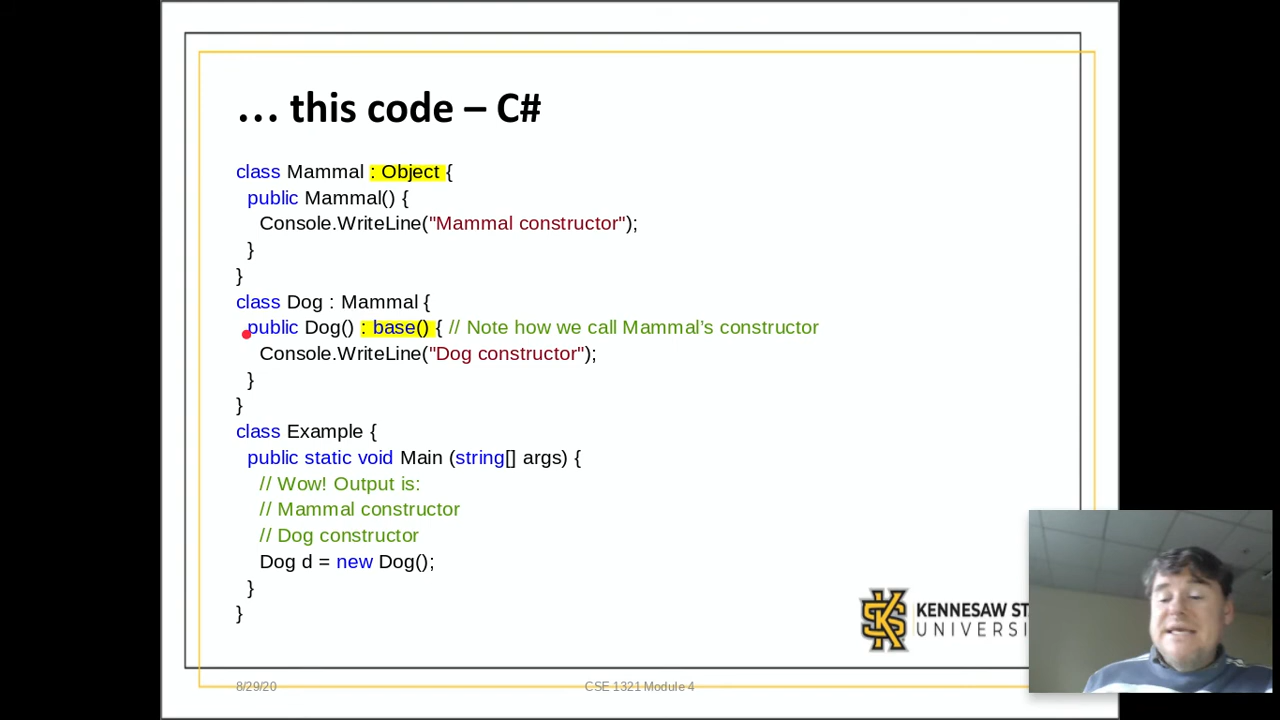 … this code – C#
class Mammal : Object {
public Mammal() {
Console.WriteLine("Mammal constructor");
}
}
class Dog : Mammal {
public Dog() : base() { // Note how we call Mammal’s constructor
Console.WriteLine("Dog constructor");
}
}
class Example {
public static void Main (string[] args) {
// Wow! Output is:
// Mammal constructor
// Dog constructor
Dog d = new Dog();
}
}
KENNESAW ST
UNIVERSI
8/29/20
CSE 1321 Module 4